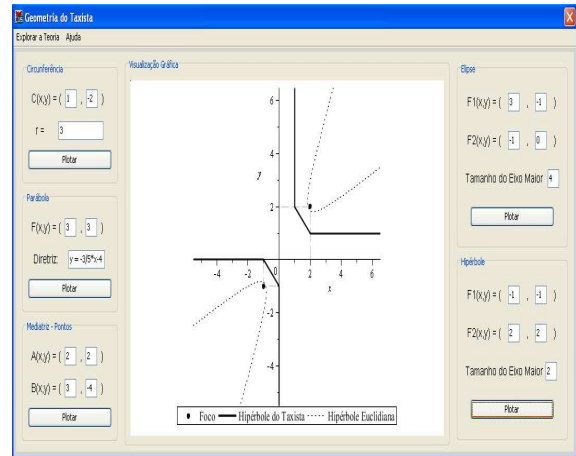 Geometria do Taxista
Explorar a Teoria Ajuda
Circunferência
C(x,y) = ( 1 , -2 )
r = 3
Plotar
Parábola
F(x,y) = ( 3 , 3 )
Diretriz: y = -3/5*x-4
Plotar
Mediatriz - Pontos
A(x,y) = ( 2 , 2 )
B(x,y) = ( 3 , -4 )
Plotar
Visualização Gráfica
6
4
y
2
-4 -2 0 2 4 6
x
-2
-4
Foco Hipérbole do Taxista Hipérbole Euclidiana
Elipse
F1(x,y) = ( 3 , -1 )
F2(x,y) = ( -1 , 0 )
Tamanho do Eixo Maior 4
Plotar
Hipérbole
F1(x,y) = ( -1 , -1 )
F2(x,y) = ( 2 , 2 )
Tamanho do Eixo Maior 2
Plotar